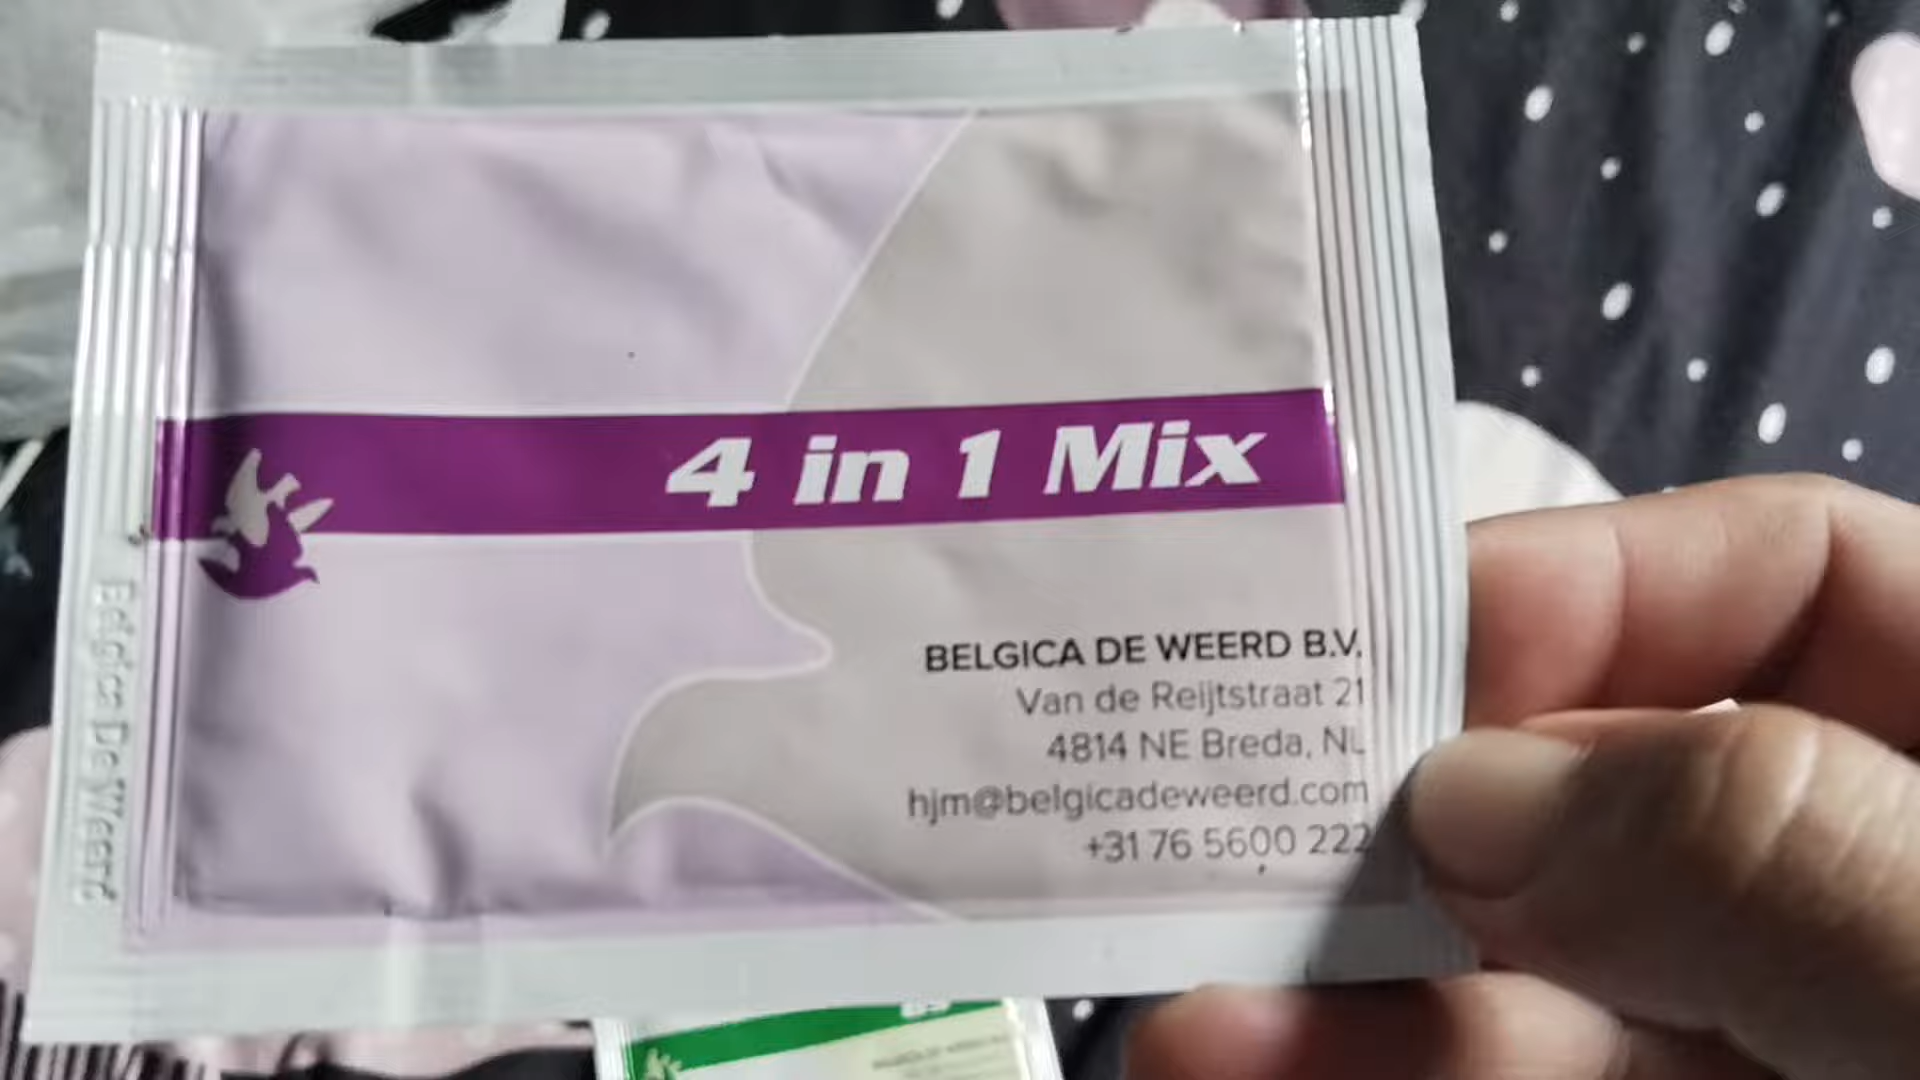 4 in 1 Mix
BELGICA DE WEERD B.V.
Van de Reijtstraat 21
4814 NE Breda, NL
hjm@belgicadeweerd.com
+31 76 5600 222
Belgica De Weerd